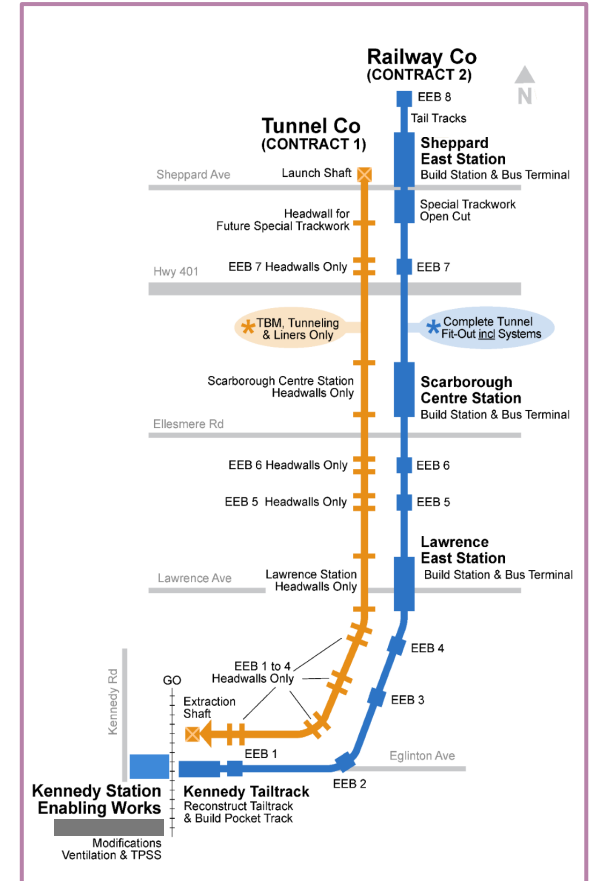 Railway Co
(CONTRACT 2)
N
EEB 8
Tail Tracks
Tunnel Co
(CONTRACT 1)
Sheppard
East Station
Build Station & Bus Terminal
Sheppard Ave
Launch Shaft
Special Trackwork
Open Cut
Headwall for
Future Special Trackwork
EEB 7 Headwalls Only
EEB 7
Hwy 401
*TBM, Tunneling
& Liners Only
*Complete Tunnel
Fit-Out incl Systems
Scarborough Centre Station
Headwalls Only
Scarborough
Centre Station
Build Station & Bus Terminal
Ellesmere Rd
EEB 6 Headwalls Only
EEB 6
EEB 5 Headwalls Only
EEB 5
Lawrence
East Station
Build Station & Bus Terminal
Lawrence Ave
Lawrence Station
Headwalls Only
EEB 4
EEB 1 to 4
Headwalls Only
Kennedy Rd
GO
EEB 3
Extraction
Shaft
EEB 1
Eglinton Ave
EEB 2
Kennedy Station
Enabling Works
Kennedy Tailtrack
Reconstruct Tailtrack
& Build Pocket Track
Modifications
Ventilation & TPSS